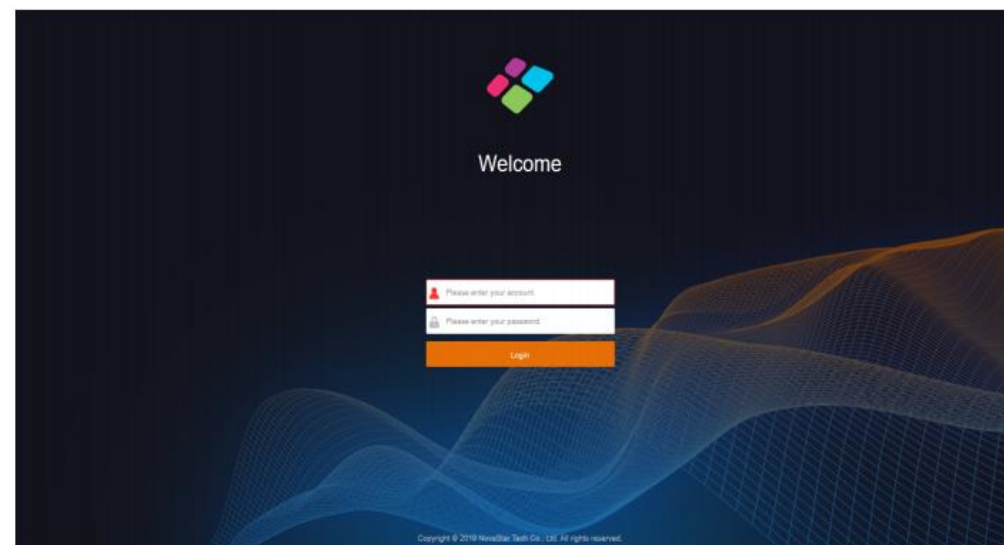 Welcome
Please enter your account
Please enter your password.
Login
Copyright © 2019 NovaStar Tech Co., Ltd. All rights reserved.